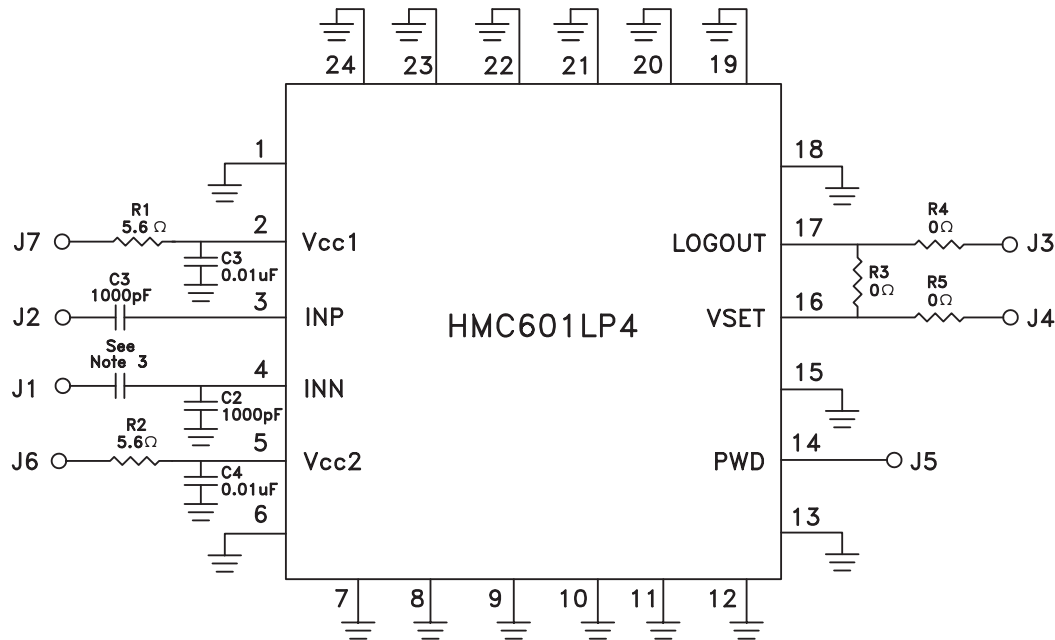 24 23 22 21 20 19
1
18
R1
5.6 Ω
R4
0Ω
J7
2
Vcc1
LOGOUT
17
J3
C3
0.01uF
R3
0Ω
C3
1000pF
R5
0Ω
J2
3
INP
HMC601LP4
VSET
16
J4
See
Note 3
J1
4
INN
15
C2
1000pF
R2
5.6Ω
J6
5
Vcc2
PWD
14
J5
C4
0.01uF
6
13
7 8 9 10 11 12